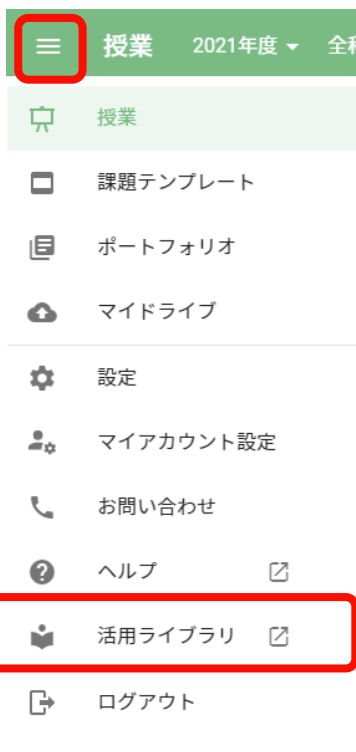 授業 2021年度 全
授業
課題テンプレート
ポートフォリオ
マイドライブ
設定
マイアカウント設定
お問い合わせ
ヘルプ
活用ライブラリ
ログアウト